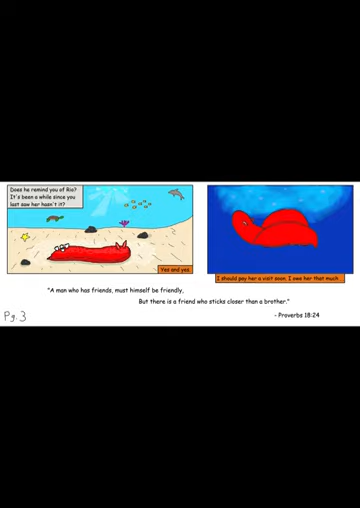 Does he remind you of Rio?
It's been a while since you
last saw her hasn't it?
Yes and yes
I should pay her a visit soon. I owe her that much...
"A man who has friends, must himself be friendly,
But there is a friend who sticks closer than a brother."
- Proverbs 18:24
Pg.3